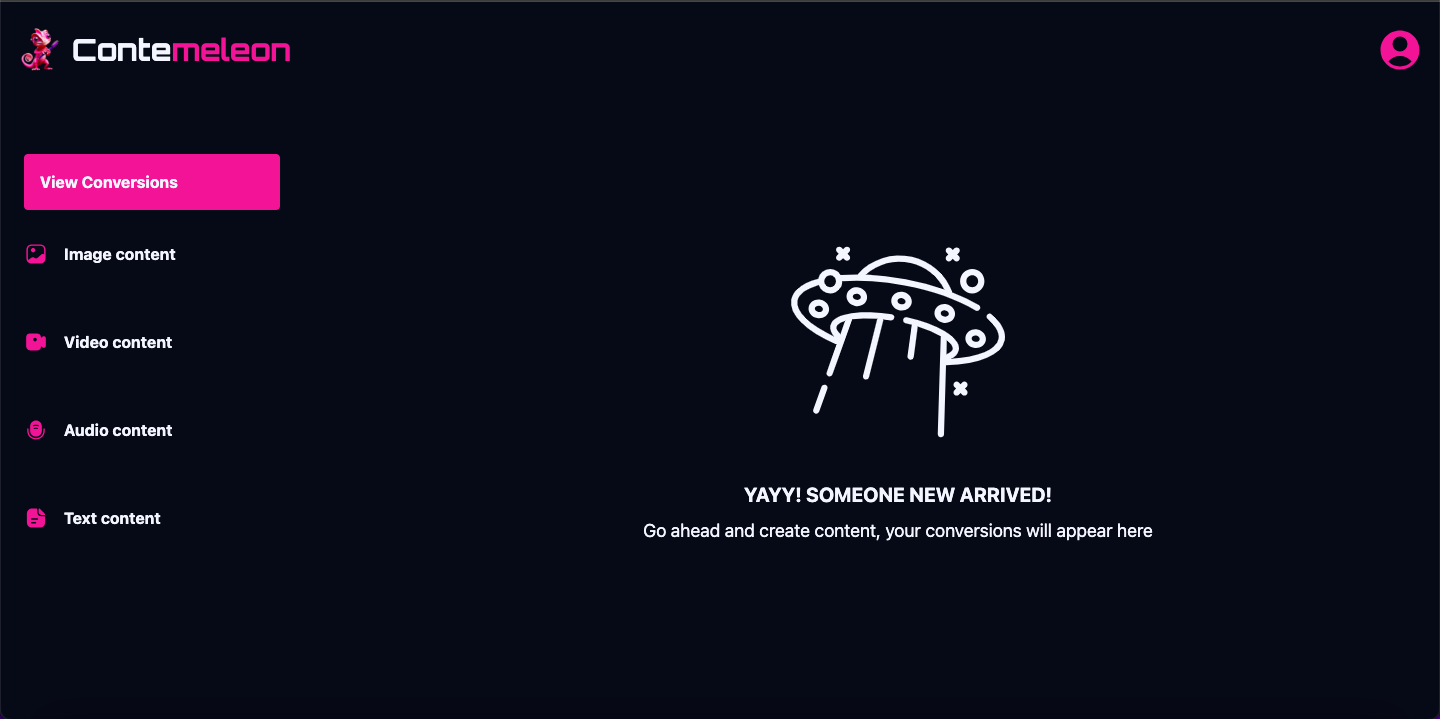 Contemeleon
View Conversions
Image content
Video content
Audio content
Text content
YAYY! SOMEONE NEW ARRIVED!
Go ahead and create content, your conversions will appear here